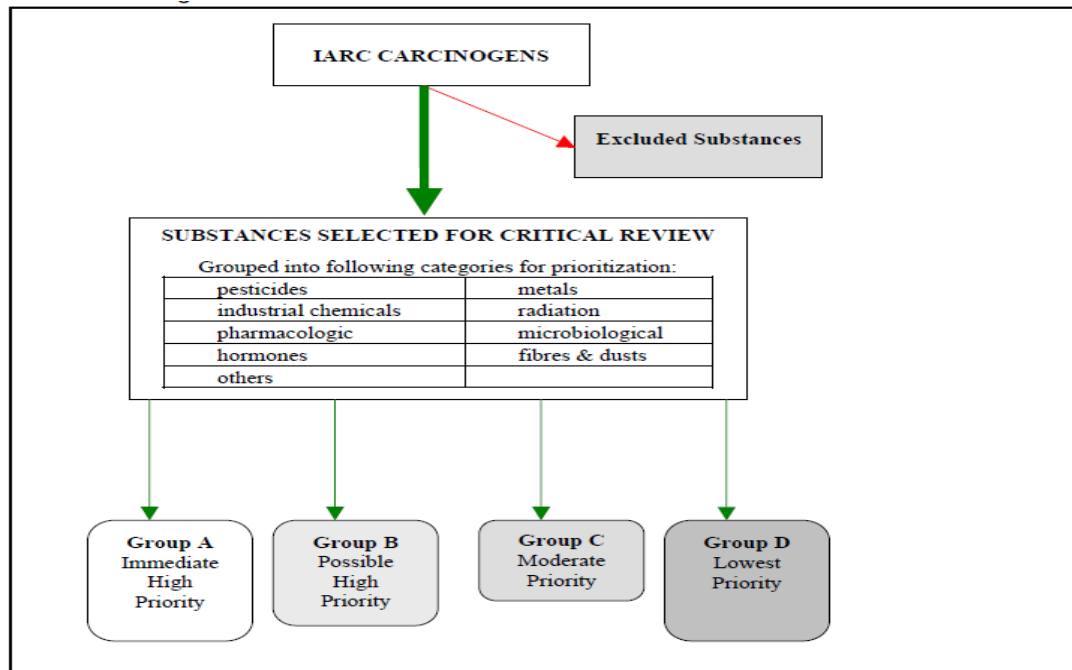 IARC CARCINOGENS
Excluded Substances
SUBSTANCES SELECTED FOR CRITICAL REVIEW
Grouped into following categories for prioritization:
pesticides metals
industrial chemicals radiation
pharmacologic microbiological
hormones fibres & dusts
others
Group A
Immediate
High
Priority
Group B
Possible
High
Priority
Group C
Moderate
Priority
Group D
Lowest
Priority